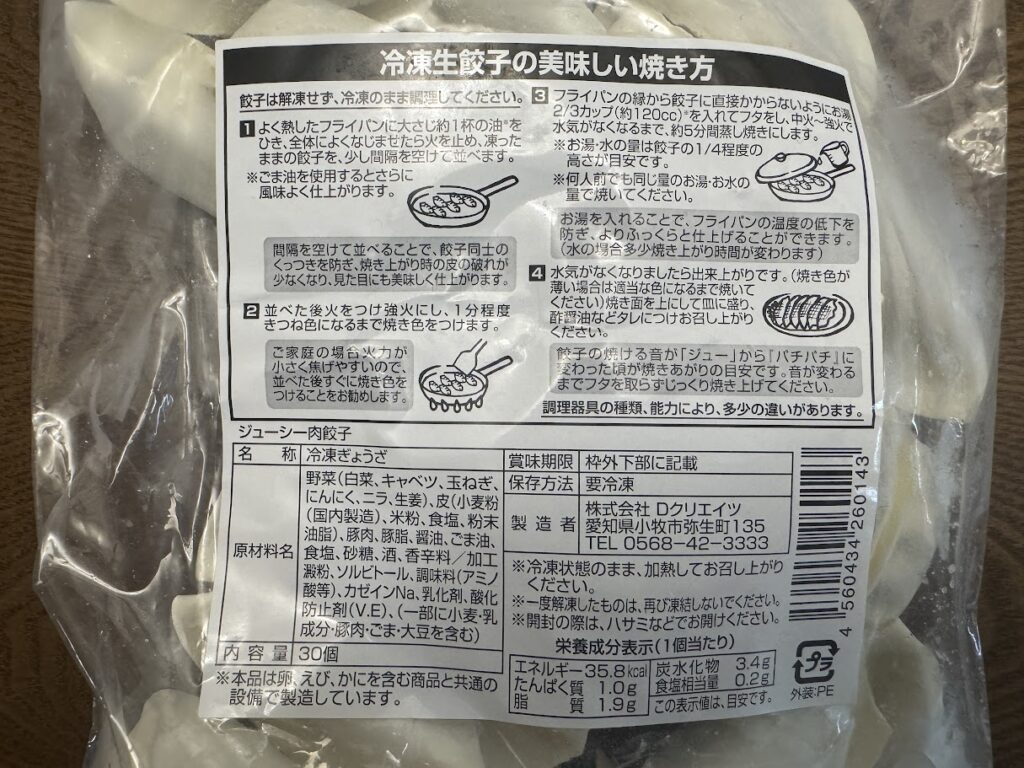 冷凍生餃子の美味しい焼き方
餃子は解凍せず、冷凍のまま調理してください。
1 よく熱したフライパンに大さじ約1杯の油※を
ひき、全体によくなじませたら火を止め、凍った
ままの餃子を、少し間隔を空けて並べます。
※ごま油を使用するとさらに
風味よく仕上がります。
間隔を空けて並べることで、餃子同士の
くっつきを防ぎ、焼き上がり時の皮の破れが
少なくなり、見た目にも美味しく仕上がります。
2 並べた後火をつけ強火にし、1分程度
きつね色になるまで焼き色をつけます。
ご家庭の場合火力が
小さく焦げやすいので、
並べた後すぐに焼き色を
つけることをお勧めします。
3 フライパンの縁から餃子に直接かからないようにお湯
2/3カップ(約120cc)※を入れてフタをし、中火〜強火で
水気がなくなるまで、約5分間蒸し焼きにします。
※お湯・水の量は餃子の1/4程度の
高さが目安です。
※何人前でも同じ量のお湯・お水の
量で焼いてください。
お湯を入れることで、フライパンの温度の低下を
防ぎ、よりふっくらと仕上げることができます。
(水の場合多少焼き上がり時間が変わります)
4 水気がなくなりましたら出来上がりです。(焼き色が
薄い場合は適当な色になるまで焼いて
ください)焼き面を上にして皿に盛り、
酢醤油などタレにつけお召し上がり
ください。
餃子の焼ける音が「ジュー」から「パチパチ」に
変わった頃が焼きあがりの目安です。音が変わる
までフタを取らずじっくり焼き上げてください。
調理器具の種類、能力により、多少の違いがあります。
ジューシー肉餃子
名 称 冷凍ぎょうざ
原材料名
野菜(白菜、キャベツ、玉ねぎ、
にんにく、ニラ、生姜)、皮(小麦粉
(国内製造)、米粉、食塩、粉末
油脂)、豚肉、豚脂、醤油、ごま油、
食塩、砂糖、酒、香辛料/加工
澱粉、ソルビトール、調味料(アミノ
酸等)、カゼインNa、乳化剤、酸化
防止剤(V.E)、(一部に小麦・乳
成分・豚肉・ごま・大豆を含む)
内 容 量 30個
※本品は卵、えび、かにを含む商品と共通の
設備で製造しています。
賞味期限 枠外下部に記載
保存方法 要冷凍
製 造 者
株式会社 Dクリエイツ
愛知県小牧市弥生町135
TEL 0568-42-3333
※冷凍状態のまま、加熱してお召し上がり
ください。
※一度解凍したものは、再び凍結しないでください。
※開封の際は、ハサミなどでお開けください。
栄養成分表示(1個当たり)
エネルギー 35.8kcal
たんぱく質 1.0g
脂 質 1.9g
炭水化物 3.4g
食塩相当量 0.2g
この表示値は、目安です。
4 560434 260143
プラ
外装:PE